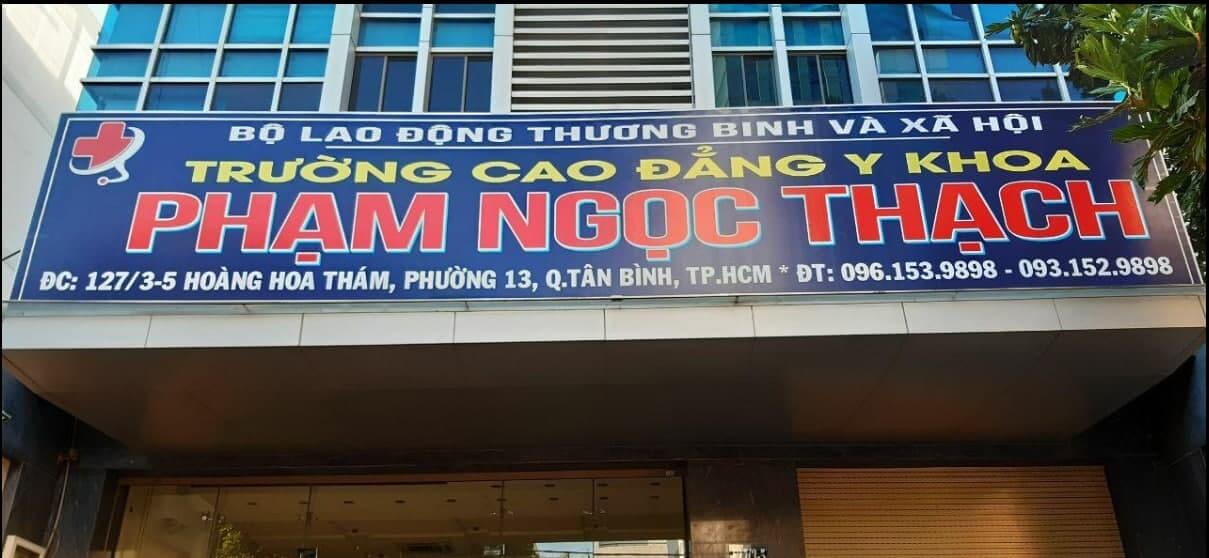 BỘ LAO ĐỘNG THƯƠNG BINH VÀ XÃ HỘI
TRƯỜNG CAO ĐẲNG Y KHOA
PHẠM NGỌC THẠCH
ĐC: 127/3-5 HOÀNG HOA THÁM, PHƯỜNG 13, Q.TÂN BÌNH, TP.HCM * ĐT: 096.153.9898 - 093.152.9898